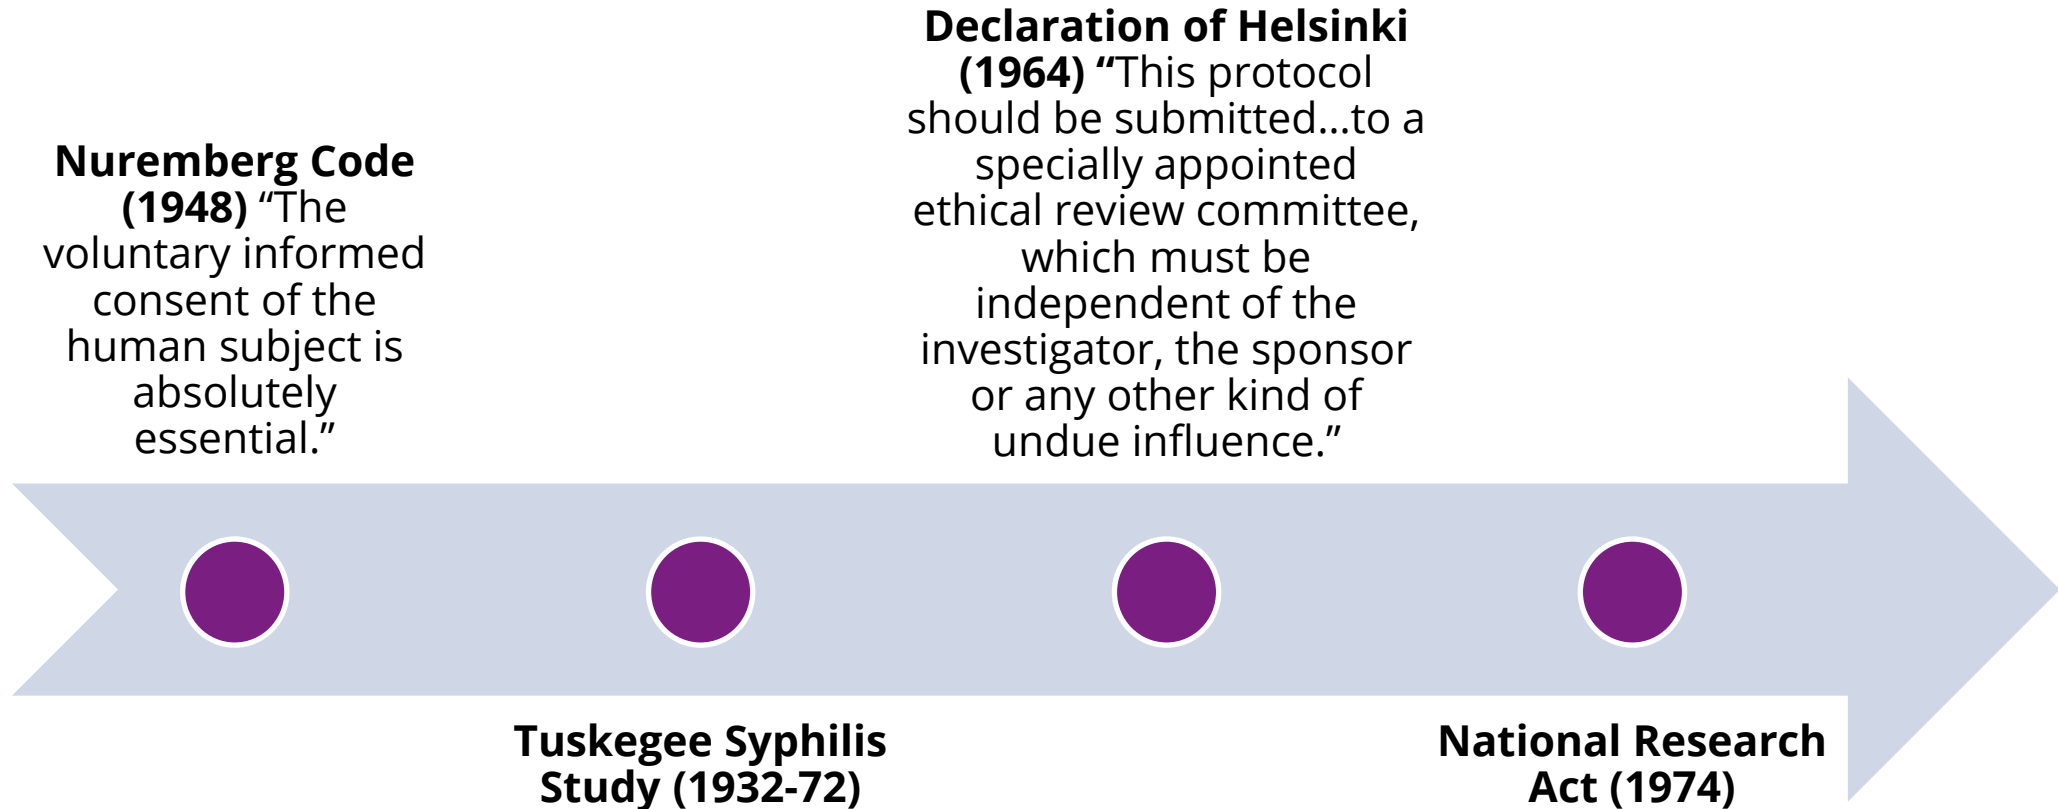 Nuremberg Code
(1948) “The
voluntary informed
consent of the
human subject is
absolutely
essential.”
Tuskegee Syphilis
Study (1932-72)
Declaration of Helsinki
(1964) “This protocol
should be submitted…to a
specially appointed
ethical review committee,
which must be
independent of the
investigator, the sponsor
or any other kind of
undue influence.”
National Research
Act (1974)